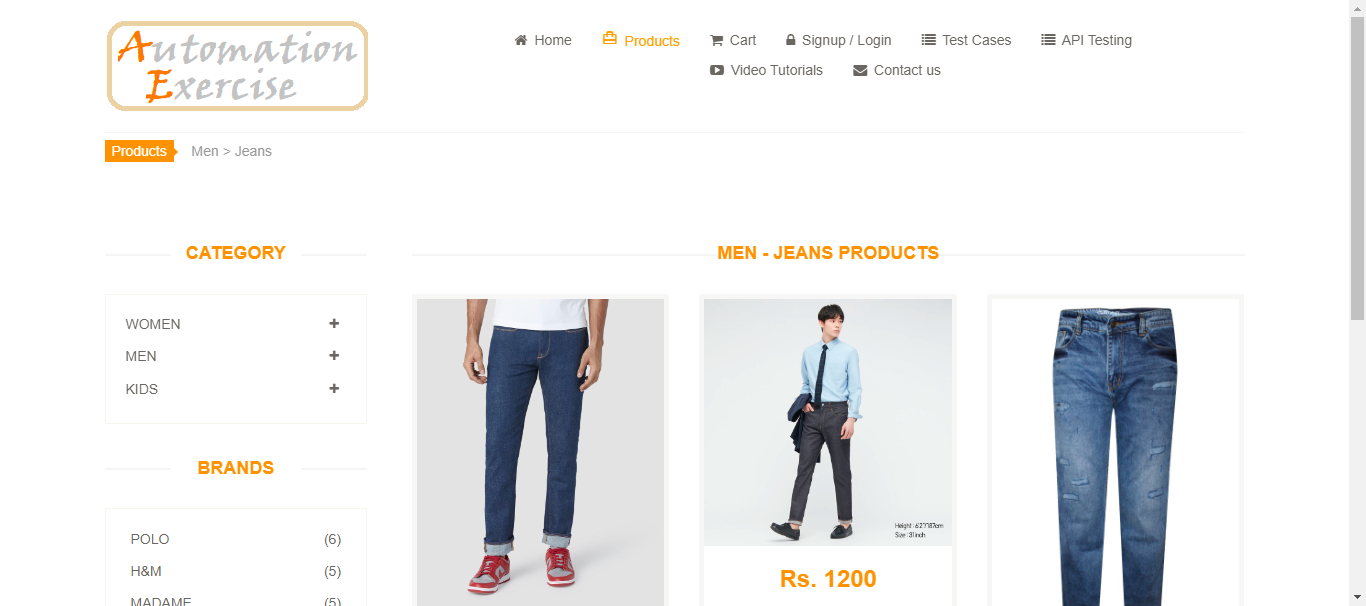 Automation
Exercise
Home
Products
Cart
Signup / Login
Test Cases
API Testing
Video Tutorials
Contact us
Products
Men > Jeans
CATEGORY
WOMEN
MEN
KIDS
BRANDS
POLO (6)
H&M (5)
MADAME (5)
MEN - JEANS PRODUCTS
Height : 6'2"/187cm
Size : 31inch
Rs. 1200